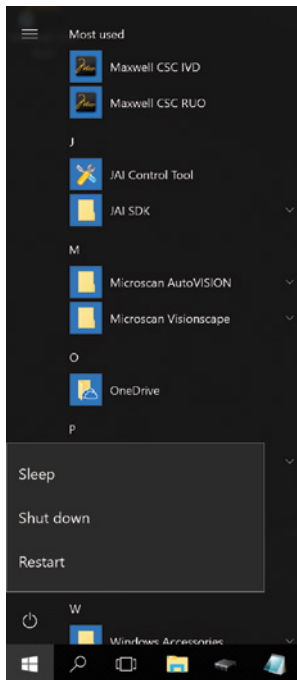 Most used
Maxwell CSC IVD
Maxwell CSC RUO
J
JAI Control Tool
JAI SDK
M
Microscan AutoVISION
Microscan Visionscape
O
OneDrive
P
Sleep
Shut down
Restart
W
Windows Accessories